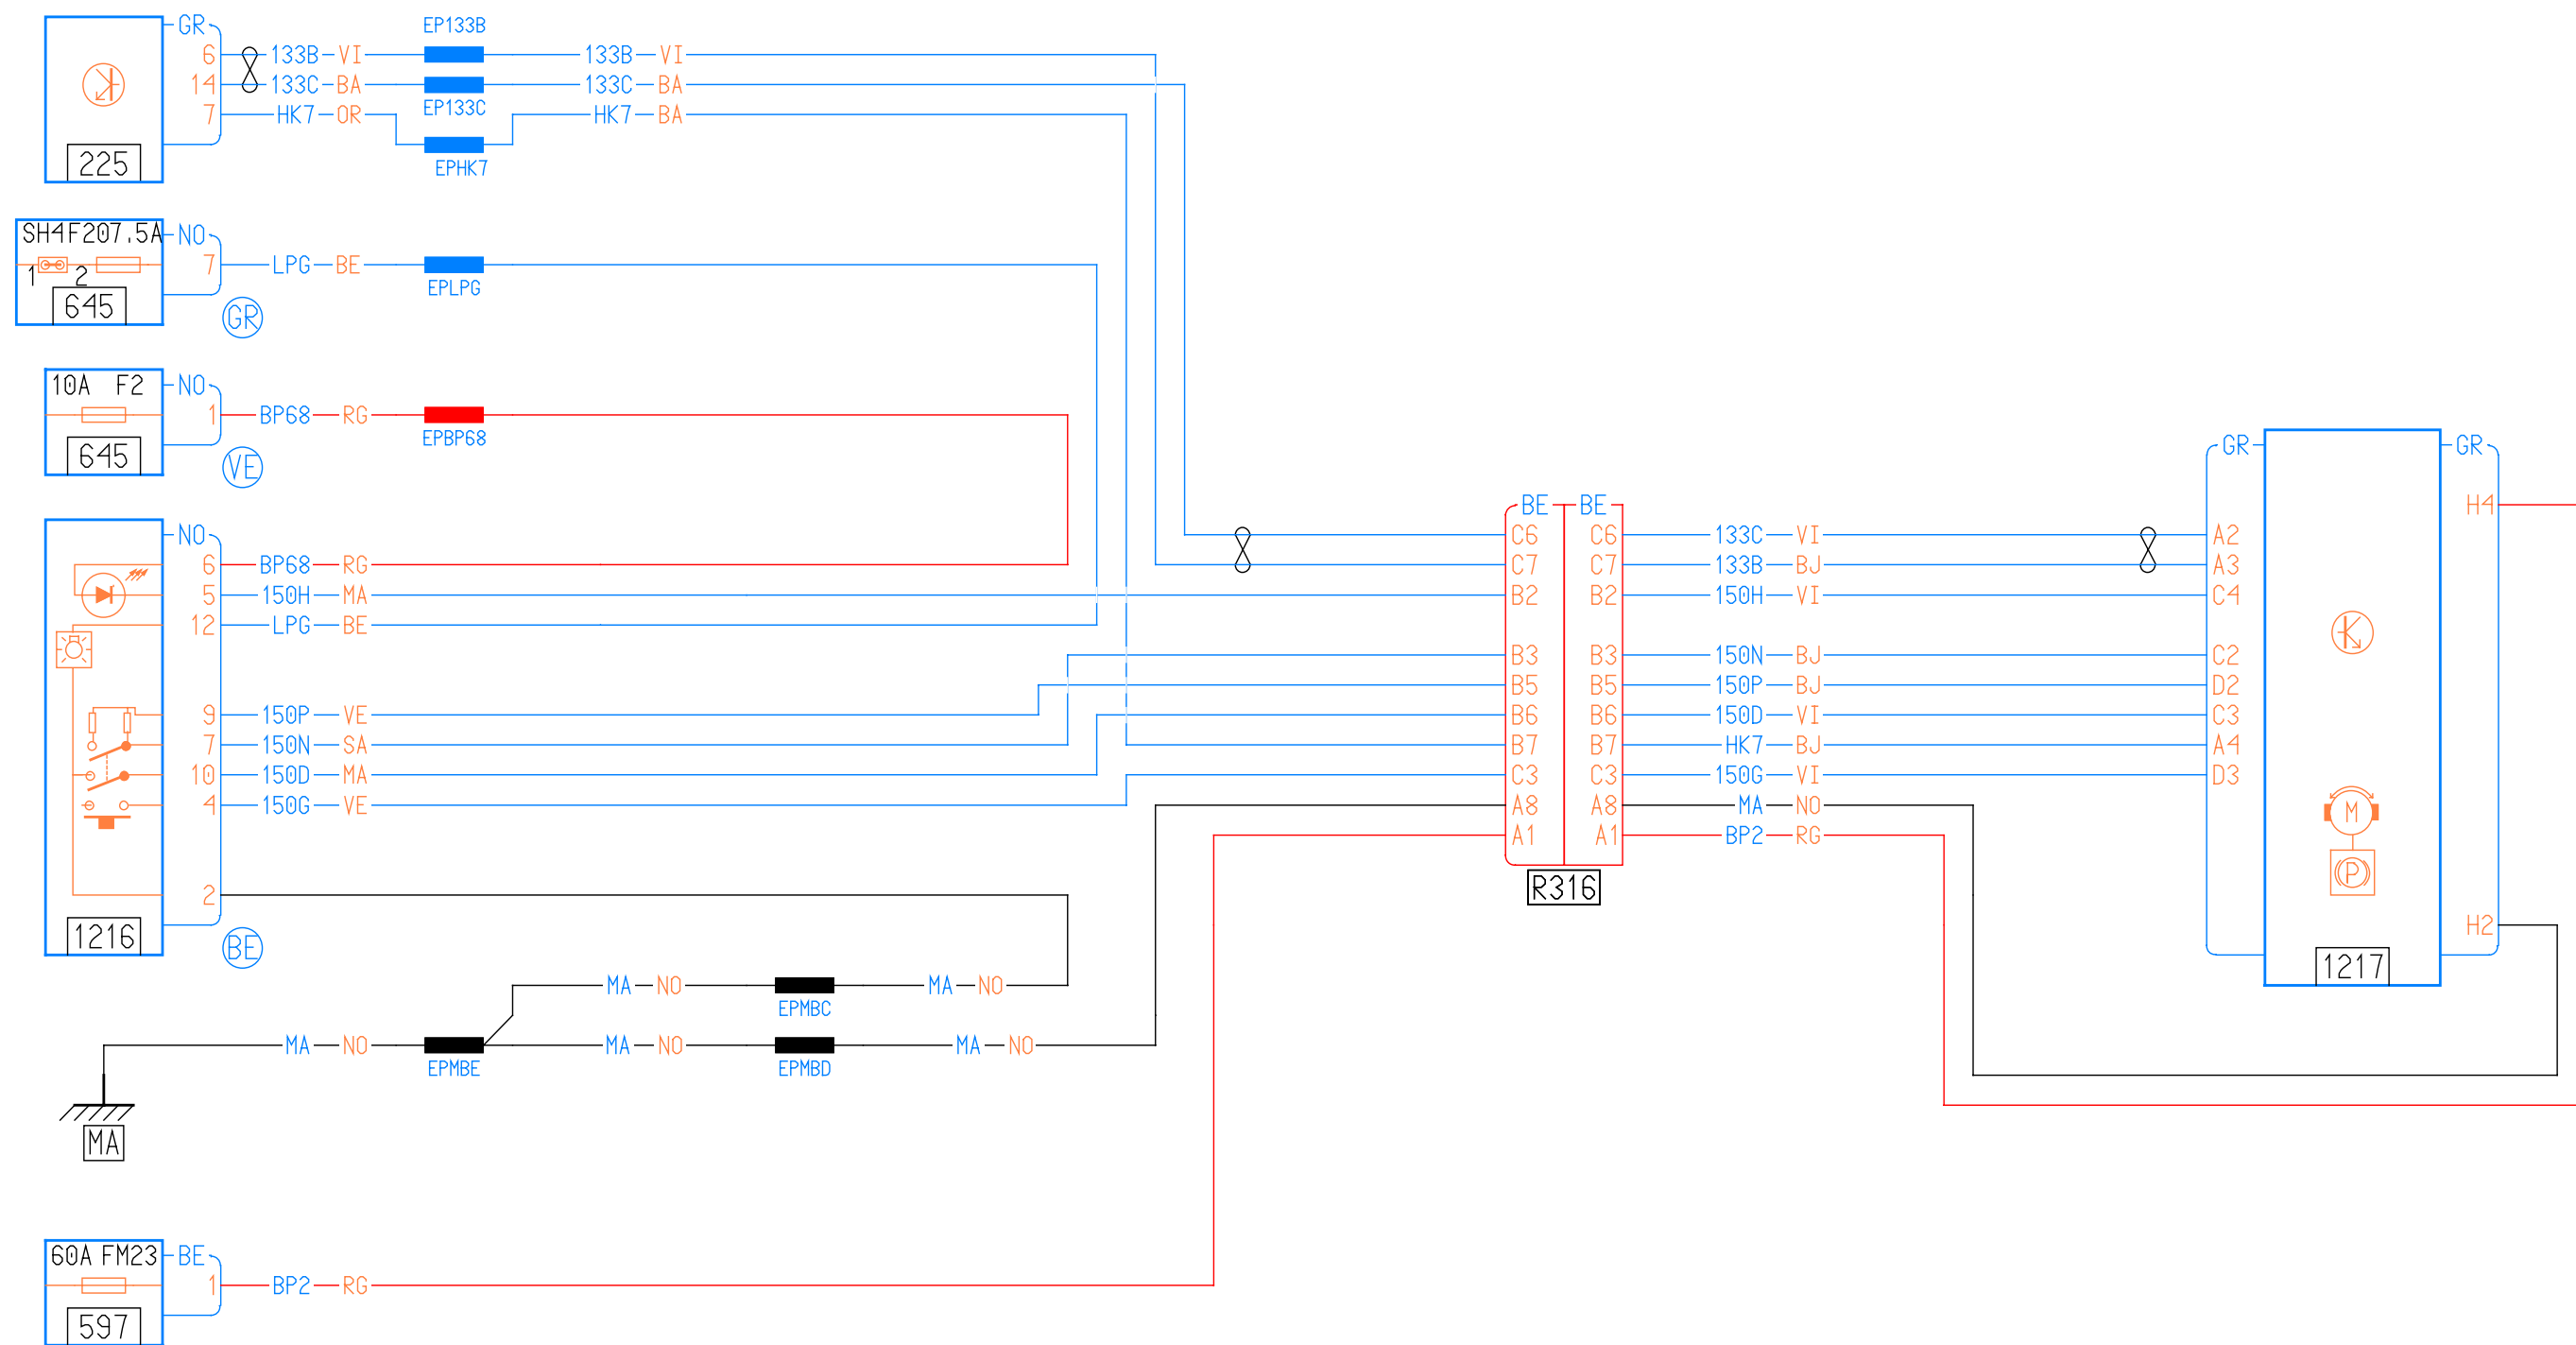 GR EP133B
6 133B VI 133B VI
14 133C BA 133C BA
EP133C
7 HK7 OR HK7 BA
225 EPHK7
SH4F207.5A NO
1 2 7 LPG BE
645 EPLPG
GR
10A F2 NO
1 BP68 RG
645 EPBP68
VE
GR GR
BE BE H4
NO C6 C6 133C VI A2
6 BP68 RG C7 C7 133B BJ A3
5 150H MA B2 B2 150H VI C4
12 LPG BE
B3 B3 150N BJ C2
B5 B5 150P BJ D2
9 150P VE B6 B6 150D VI C3
7 150N SA B7 B7 HK7 BJ A4
10 150D MA C3 C3 150G VI D3
4 150G VE A8 A8 MA NO M
A1 A1 BP2 RG
P
2 R316
H2
1216 BE 1217
MA NO MA NO
EPMBC
MA NO MA NO MA NO
EPMBE EPMBD
MA
60A FM23 BE
1 BP2 RG
597